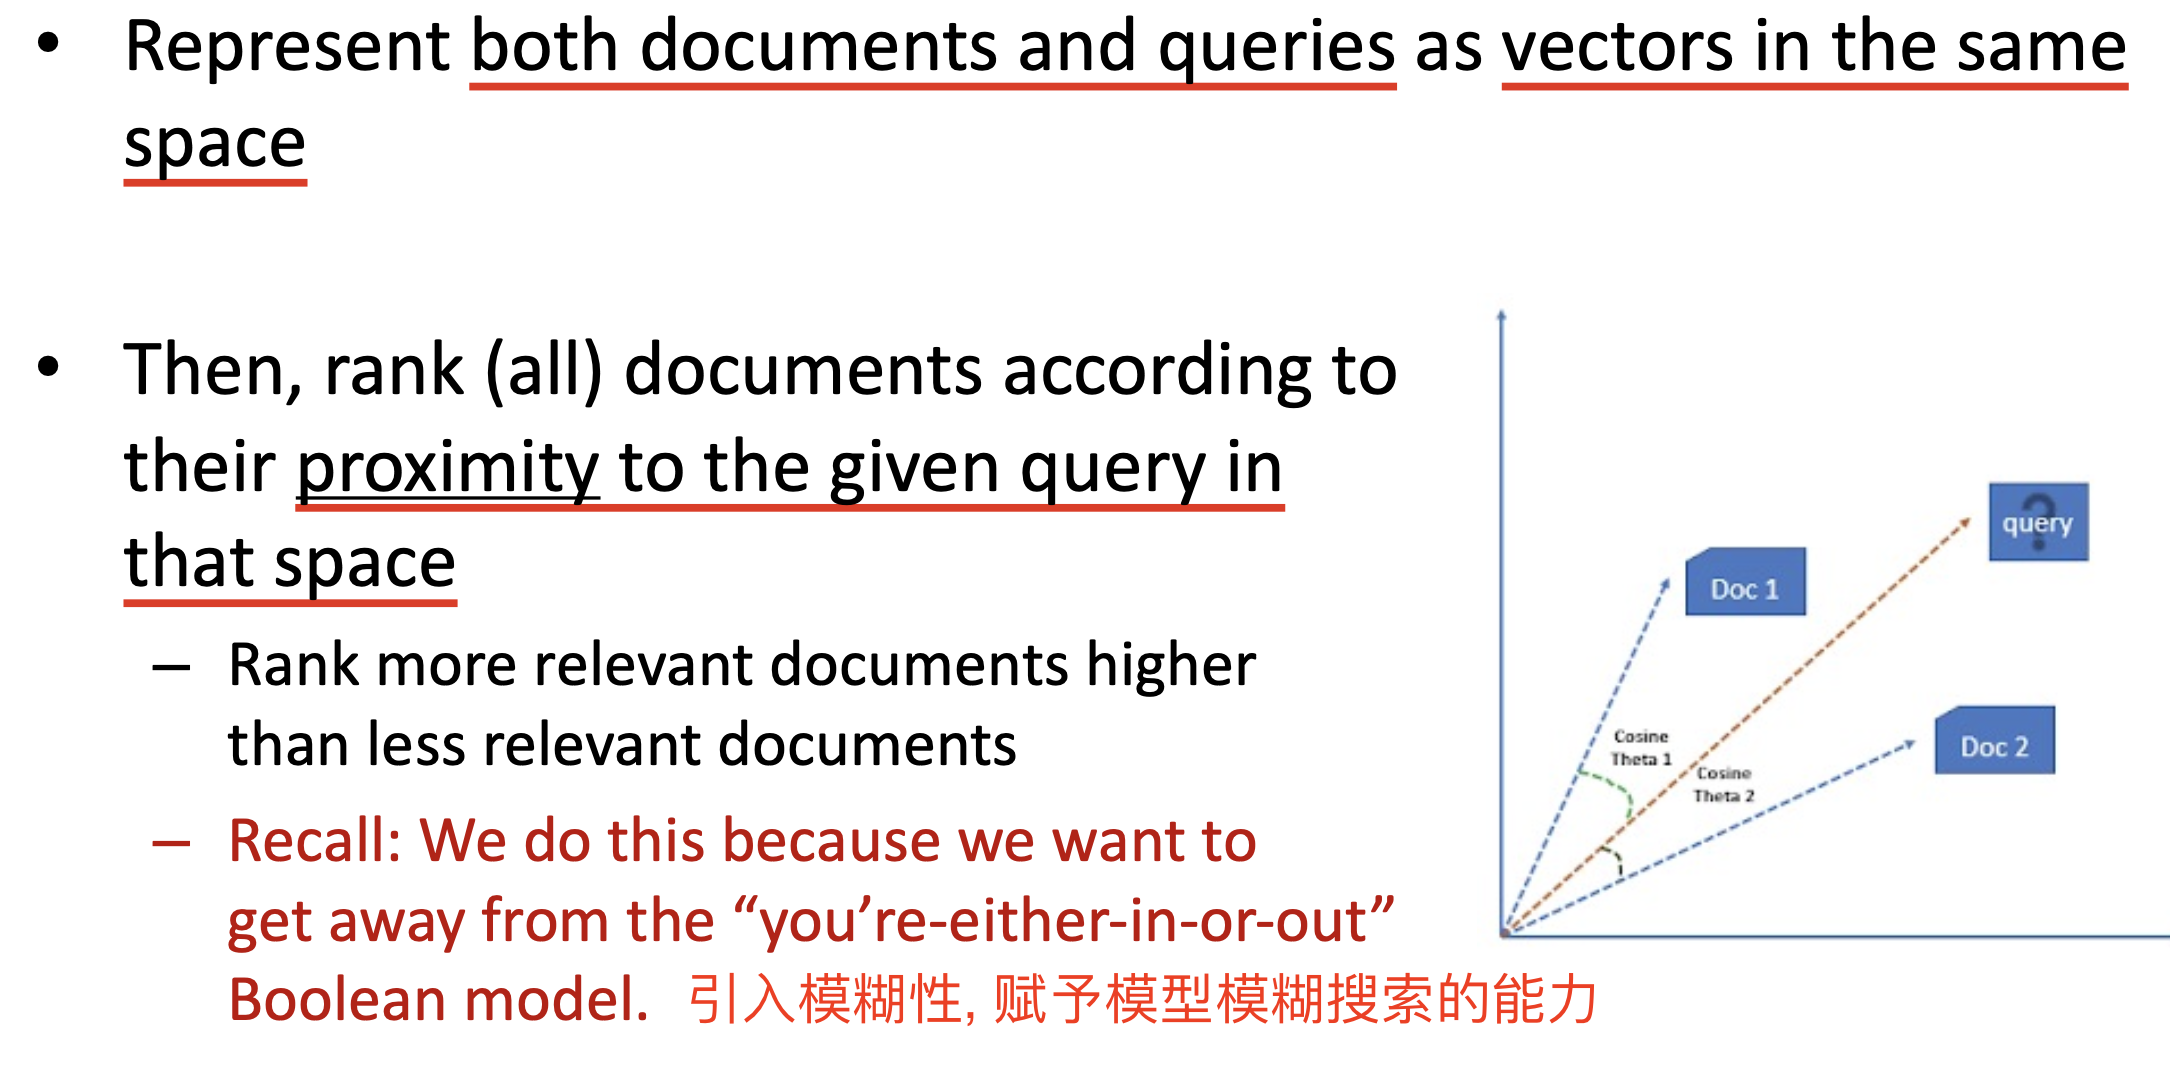 • Represent both documents and queries as vectors in the same
space
• Then, rank (all) documents according to
their proximity to the given query in
that space
– Rank more relevant documents higher
than less relevant documents
– Recall: We do this because we want to
get away from the “you’re-either-in-or-out”
Boolean model. 引入模糊性, 赋予模型模糊搜索的能力
?
query
Doc 1
Doc 2
Cosine
Theta 1
Cosine
Theta 2